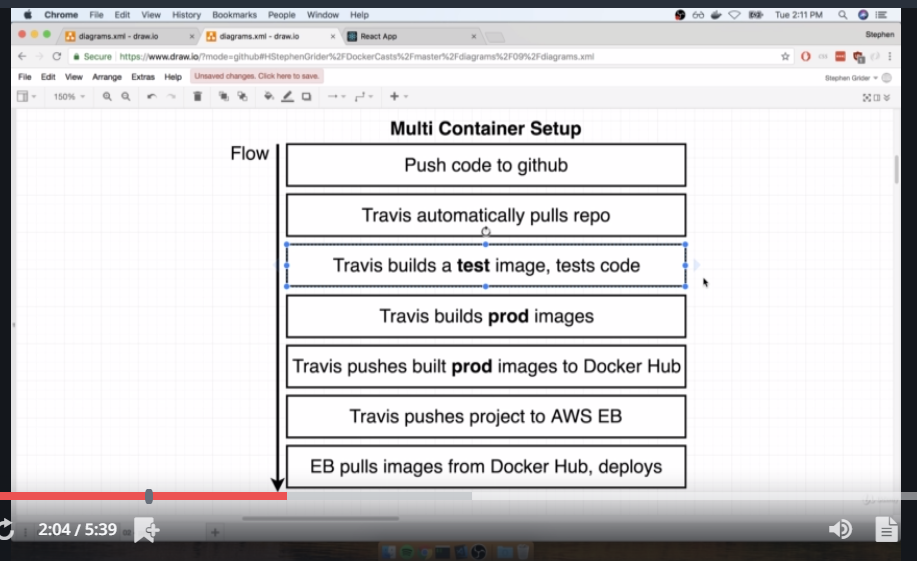 Chrome File Edit View History Bookmarks People Window Help Tue 2:11 PM
diagrams.xml - draw.io diagrams.xml - draw.io React App Stephen
Secure https://www.draw.io/?mode=github#HStephenGrider%2FDockerCasts%2Fmaster%2Fdiagrams%2F09%2Fdiagrams.xml
File Edit View Arrange Extras Help Unsaved changes. Click here to save. Stephen Grider
150%
Multi Container Setup
Flow
Push code to github
Travis automatically pulls repo
Travis builds a test image, tests code
Travis builds prod images
Travis pushes built prod images to Docker Hub
Travis pushes project to AWS EB
EB pulls images from Docker Hub, deploys
2:04 / 5:39